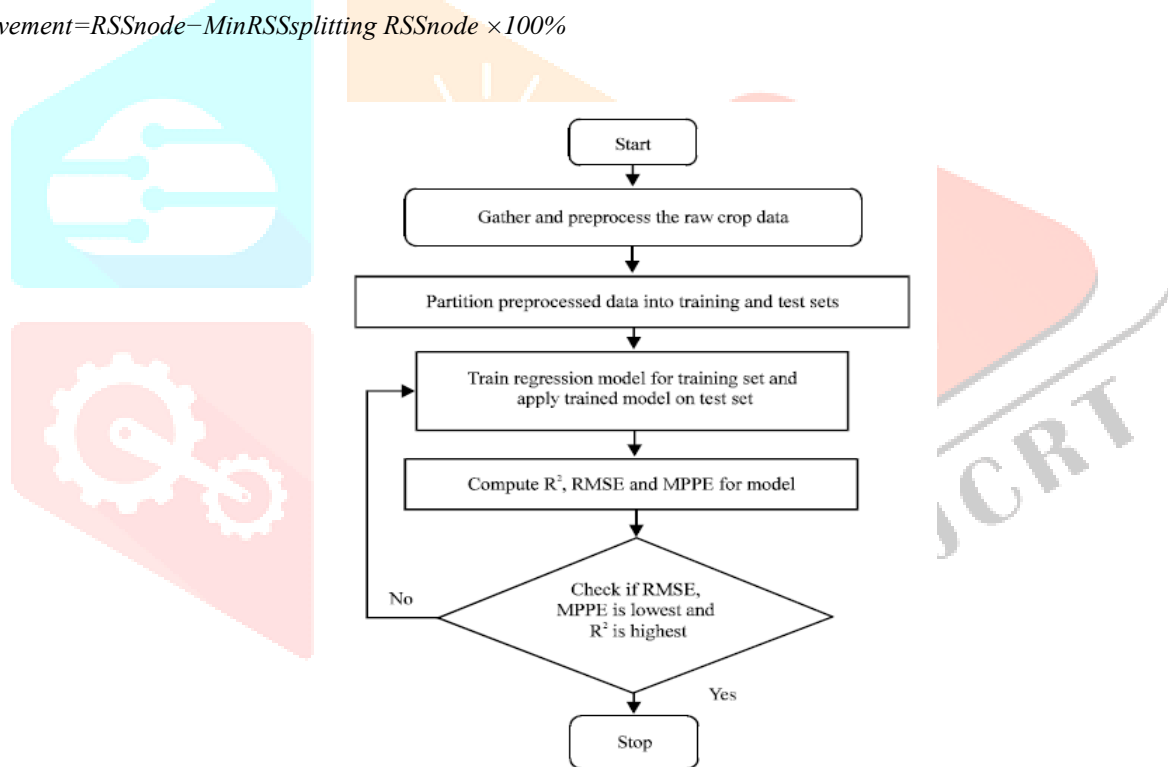 vement=RSSnode−MinRSSsplitting RSSnode ×100%
Start
Gather and preprocess the raw crop data
Partition preprocessed data into training and test sets
Train regression model for training set and
apply trained model on test set
Compute R², RMSE and MPPE for model
Check if RMSE,
MPPE is lowest and
R² is highest
No
Yes
Stop
JCRT